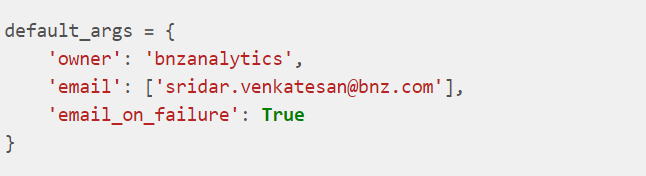 default_args = {
    'owner': 'bnzanalytics',
    'email': ['sridar.venkatesan@bnz.com'],
    'email_on_failure': True
}